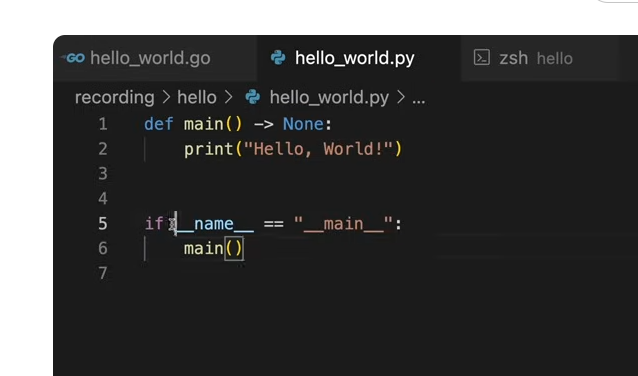 GO hello_world.go hello_world.py zsh hello
recording > hello > hello_world.py > ...
1 def main() -> None:
2 print("Hello, World!")
3
4
5 if __name__ == "__main__":
6 main()
7